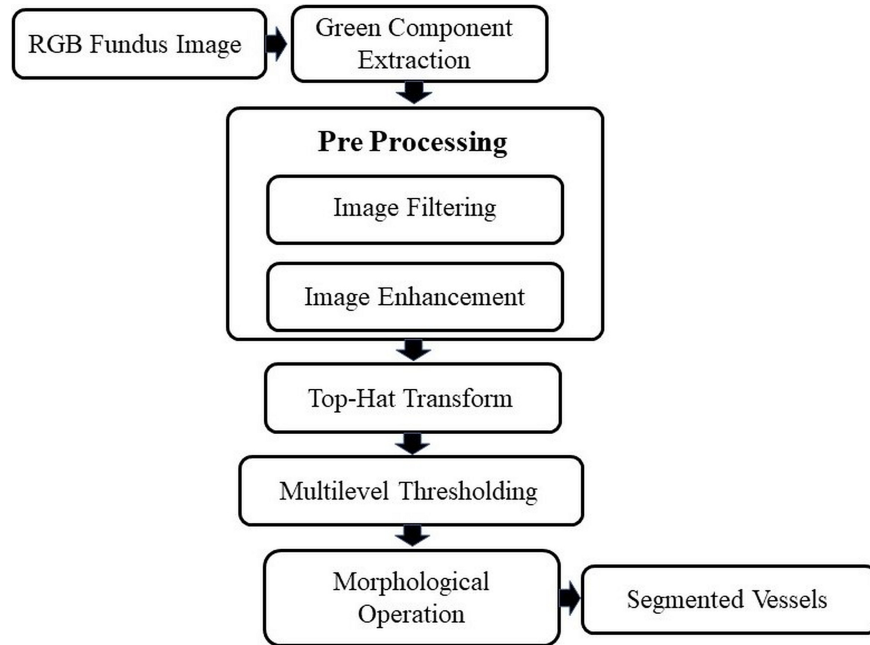 RGB Fundus Image
Green Component
Extraction
Pre Processing
Image Filtering
Image Enhancement
Top-Hat Transform
Multilevel Thresholding
Morphological
Operation
Segmented Vessels